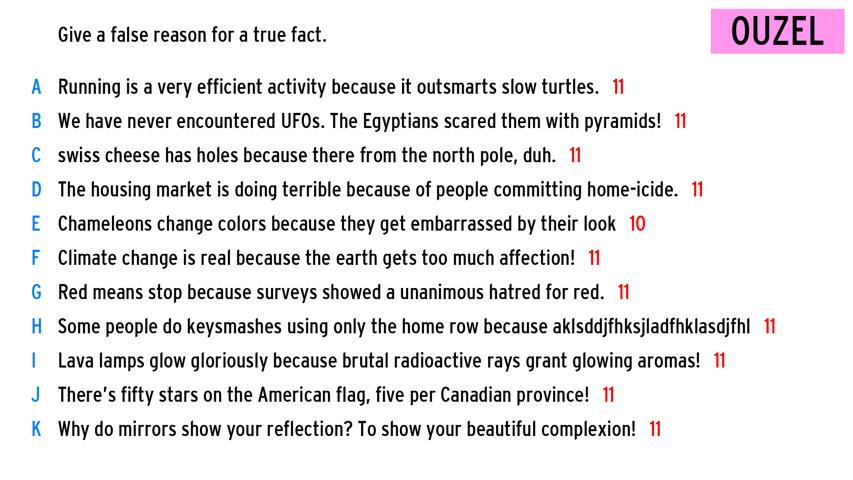 Give a false reason for a true fact.
OUZEL
A Running is a very efficient activity because it outsmarts slow turtles. 11
B We have never encountered UFOs. The Egyptians scared them with pyramids! 11
C swiss cheese has holes because there from the north pole, duh. 11
D The housing market is doing terrible because of people committing home-icide. 11
E Chameleons change colors because they get embarrassed by their look 10
F Climate change is real because the earth gets too much affection! 11
G Red means stop because surveys showed a unanimous hatred for red. 11
H Some people do keysmashes using only the home row because aklsddjfhksjladfhklasdjfhl 11
I Lava lamps glow gloriously because brutal radioactive rays grant glowing aromas! 11
J There's fifty stars on the American flag, five per Canadian province! 11
K Why do mirrors show your reflection? To show your beautiful complexion! 11